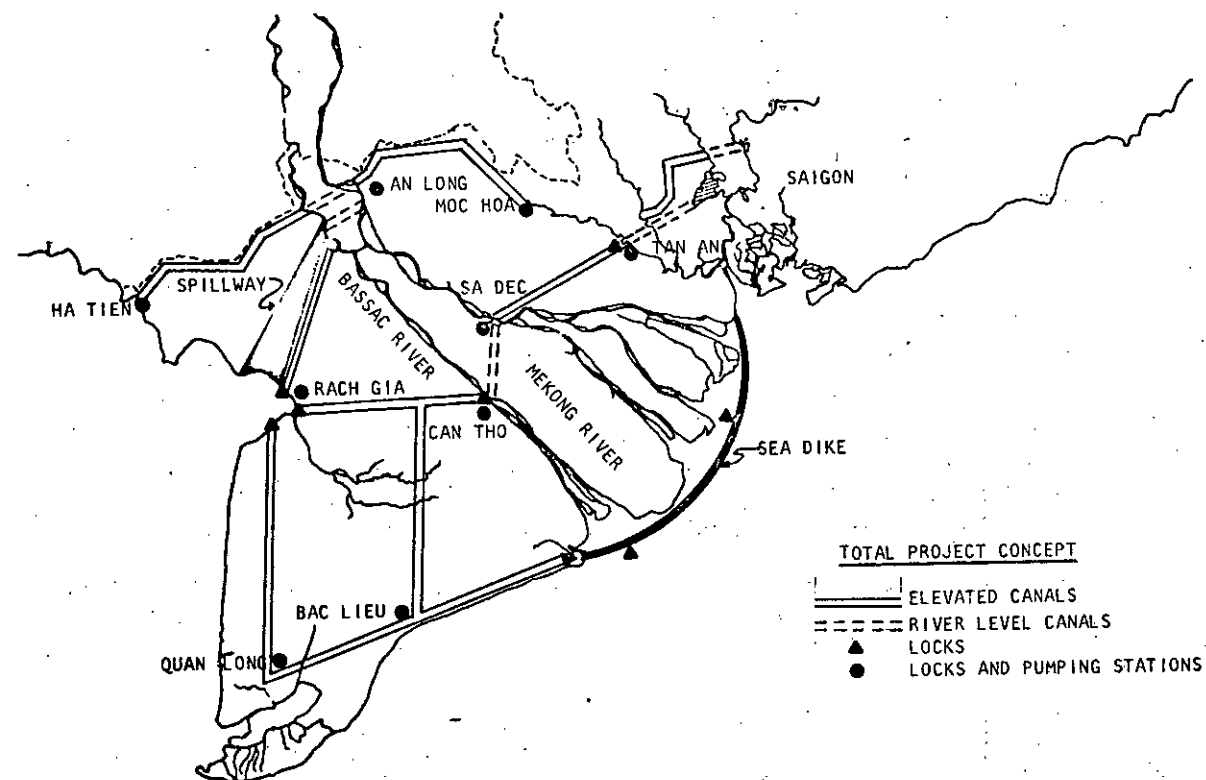 AN LONG
MOC HOA
SAIGON
TAN AN
SPILLWAY
HA TIEN
BASSAC RIVER
SA DEC
RACH GIA
MEKONG RIVER
CAN THO
SEA DIKE
BAC LIEU
QUAN LONG
TOTAL PROJECT CONCEPT
ELEVATED CANALS
RIVER LEVEL CANALS
LOCKS
LOCKS AND PUMPING STATIONS